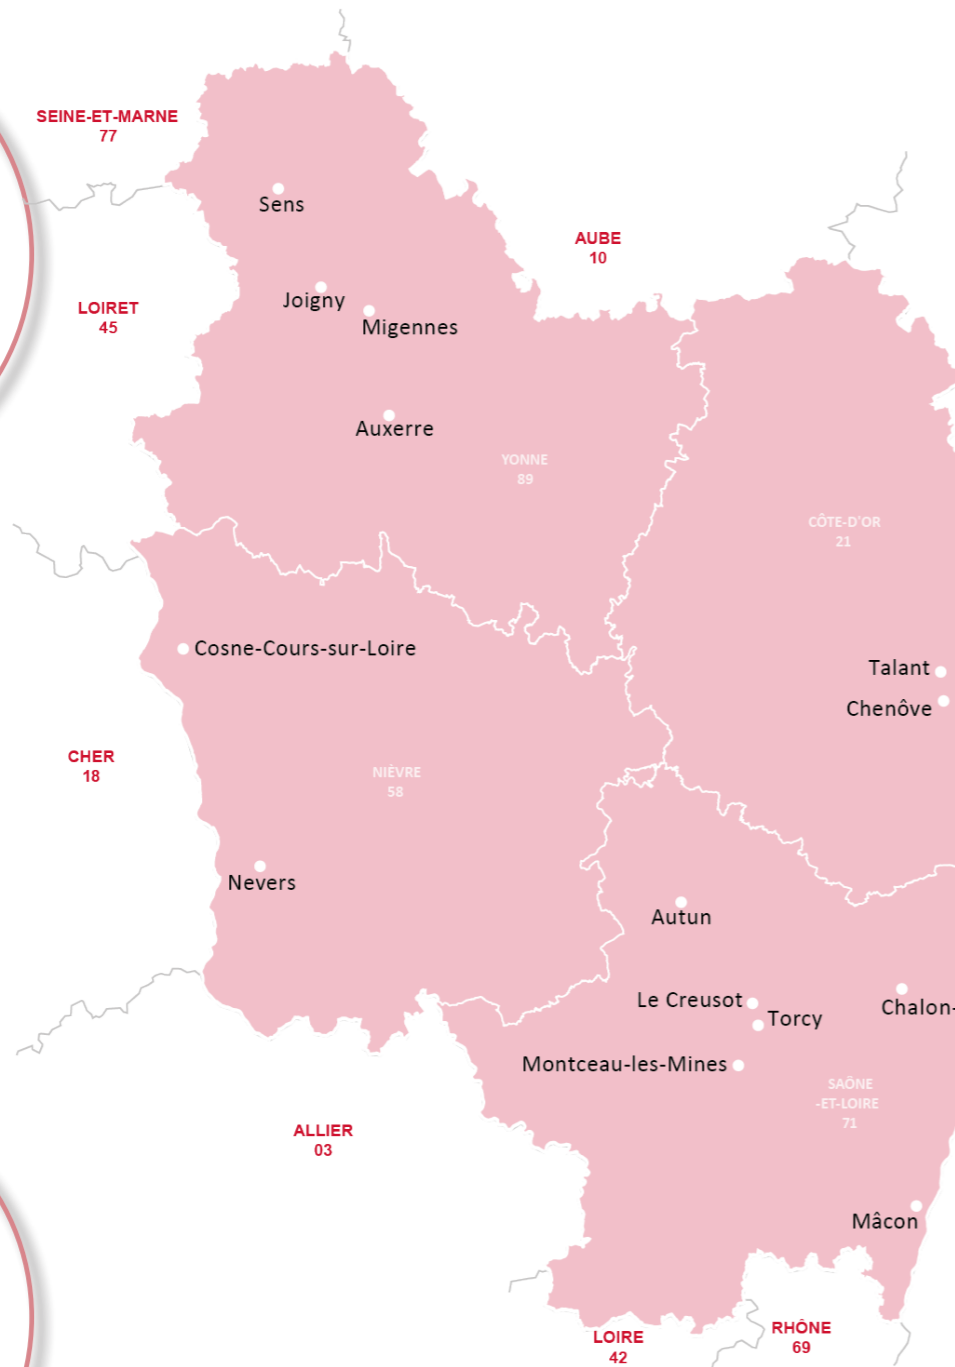 SEINE-ET-MARNE
77
Sens
AUBE
10
LOIRET
45
Joigny
Migennes
Auxerre
YONNE
89
CÔTE-D'OR
21
Cosne-Cours-sur-Loire
Talant
Chenôve
CHER
18
NIÈVRE
58
Nevers
Autun
Le Creusot
Torcy
Chalon-
Montceau-les-Mines
SAÔNE
-ET-LOIRE
71
ALLIER
03
Mâcon
LOIRE
42
RHÔNE
69